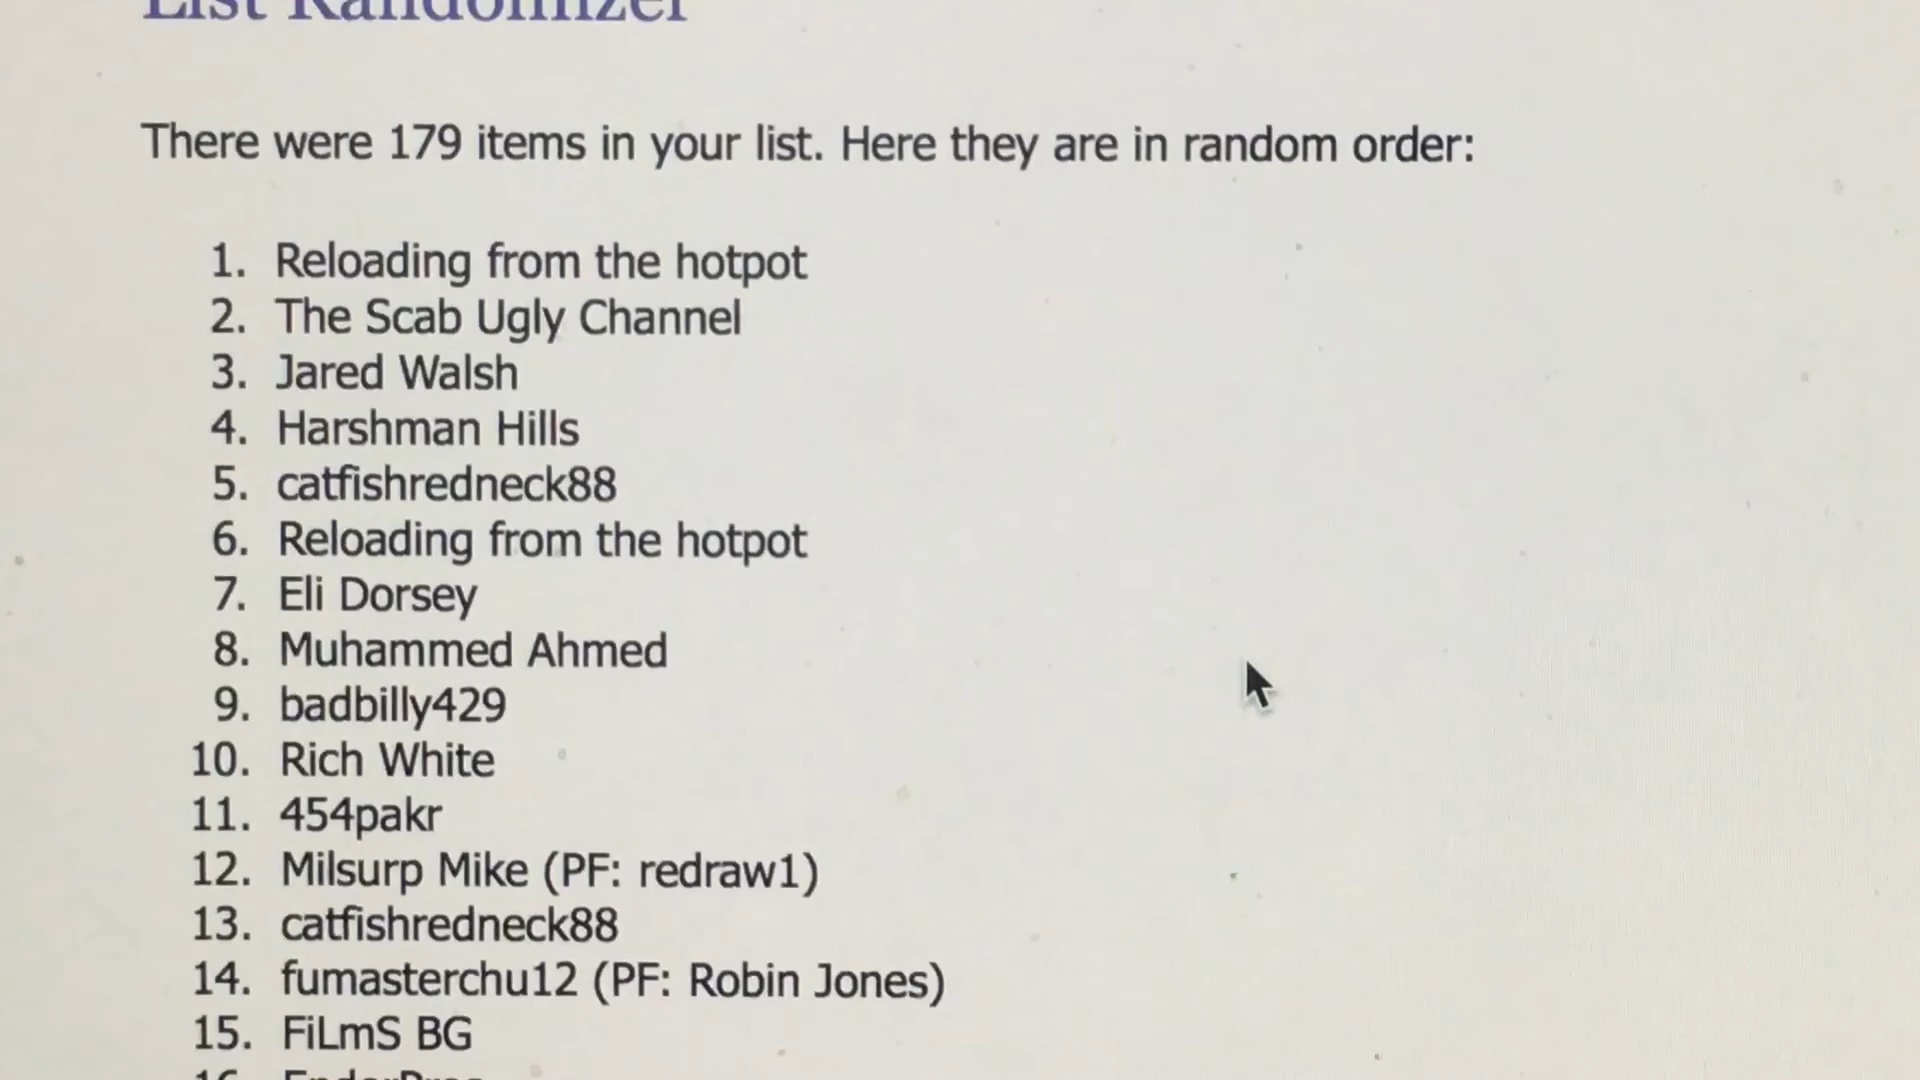 List Randomizer
There were 179 items in your list. Here they are in random order:
1. Reloading from the hotpot
2. The Scab Ugly Channel
3. Jared Walsh
4. Harshman Hills
5. catfishredneck88
6. Reloading from the hotpot
7. Eli Dorsey
8. Muhammed Ahmed
9. badbilly429
10. Rich White
11. 454pakr
12. Milsurp Mike (PF: redraw1)
13. catfishredneck88
14. fumasterchu12 (PF: Robin Jones)
15. FiLmS BG
16.